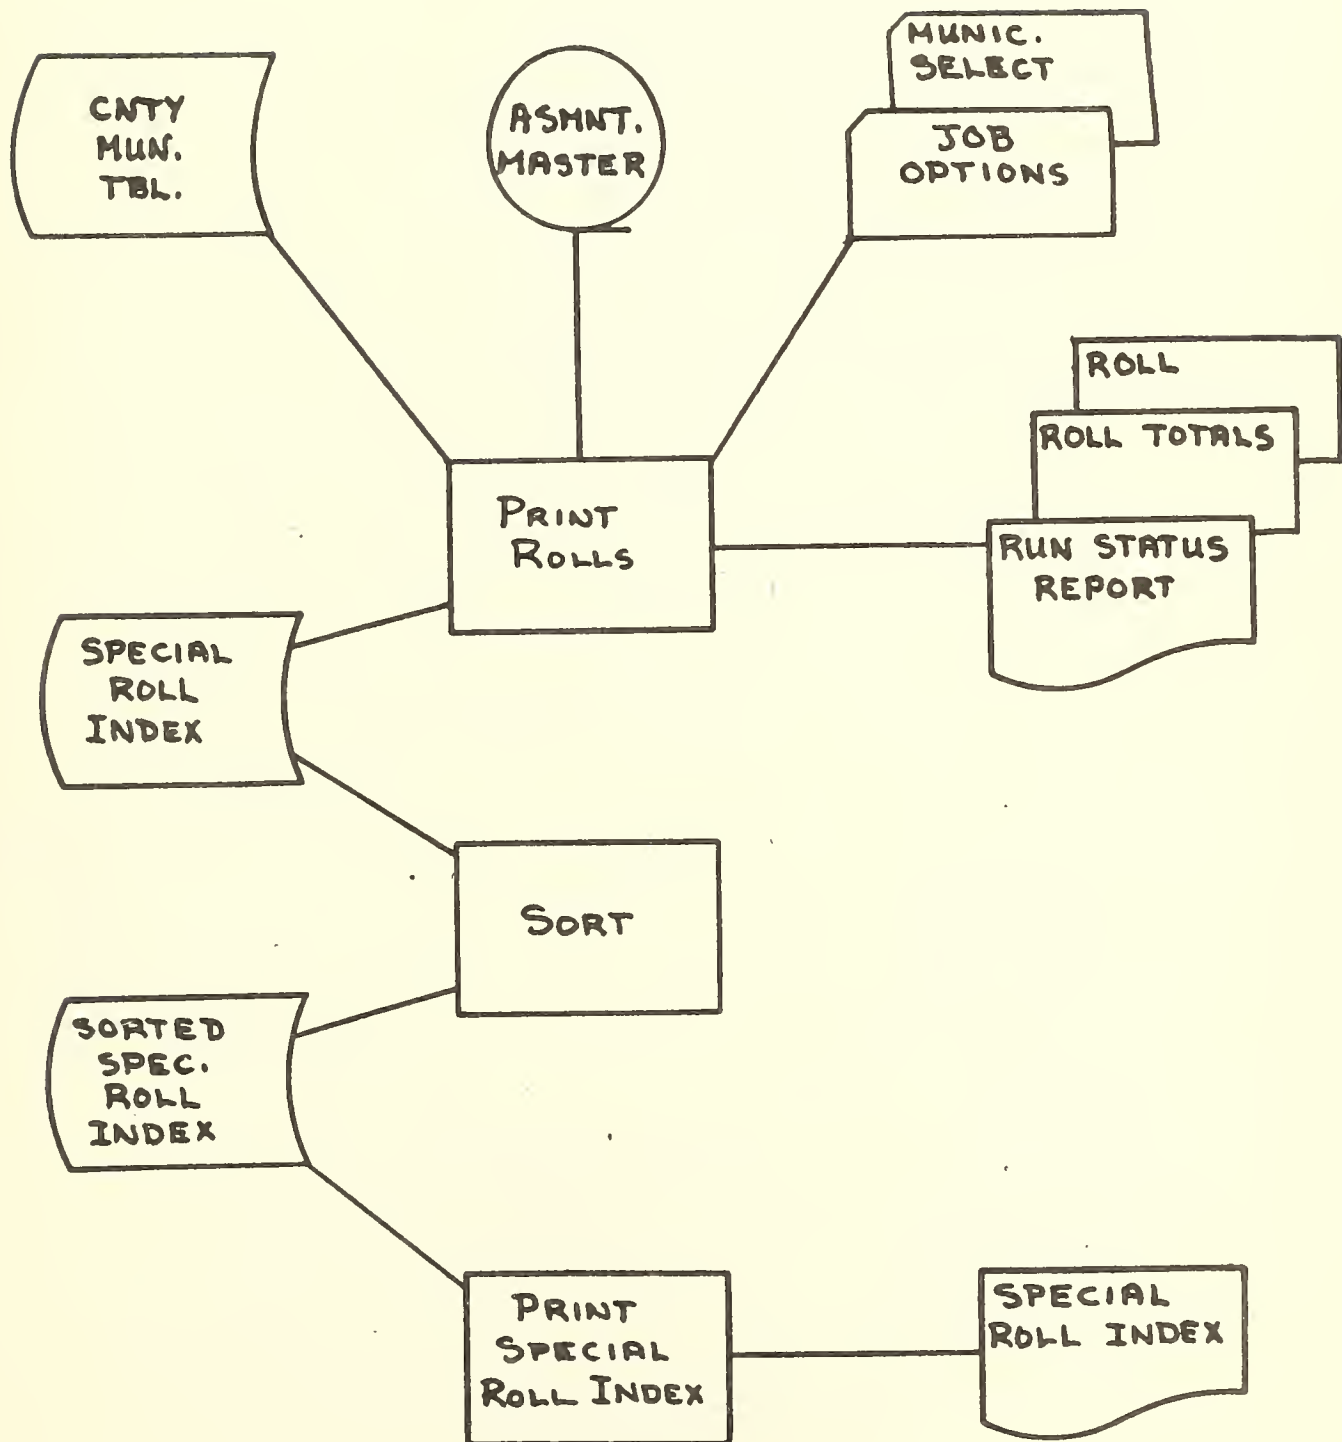 CNTY
MUN.
TBL.
ASMNT.
MASTER
MUNIC.
SELECT
JOB
OPTIONS
ROLL
ROLL TOTALS
RUN STATUS
REPORT
PRINT
ROLLS
SPECIAL
ROLL
INDEX
SORT
SORTED
SPEC.
ROLL
INDEX
PRINT
SPECIAL
ROLL INDEX
SPECIAL
ROLL INDEX